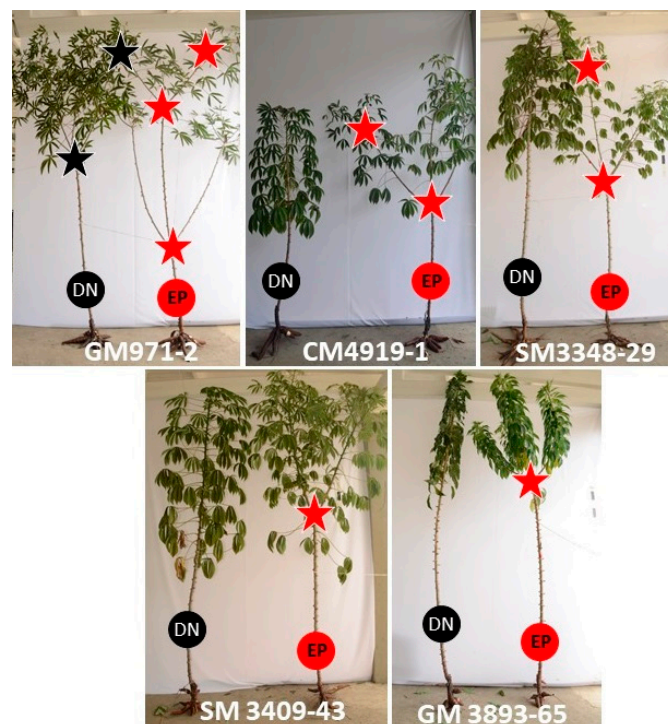 DN
EP
GM971-2
DN
EP
CM4919-1
DN
EP
SM3348-29
DN
EP
SM 3409-43
DN
EP
GM 3893-65